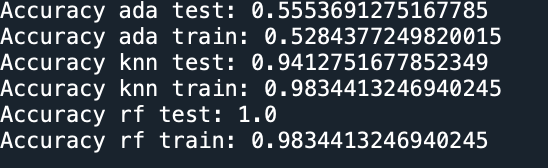 Accuracy ada test: 0.5553691275167785
Accuracy ada train: 0.5284377249820015
Accuracy knn test: 0.9412751677852349
Accuracy knn train: 0.9834413246940245
Accuracy rf test: 1.0
Accuracy rf train: 0.9834413246940245